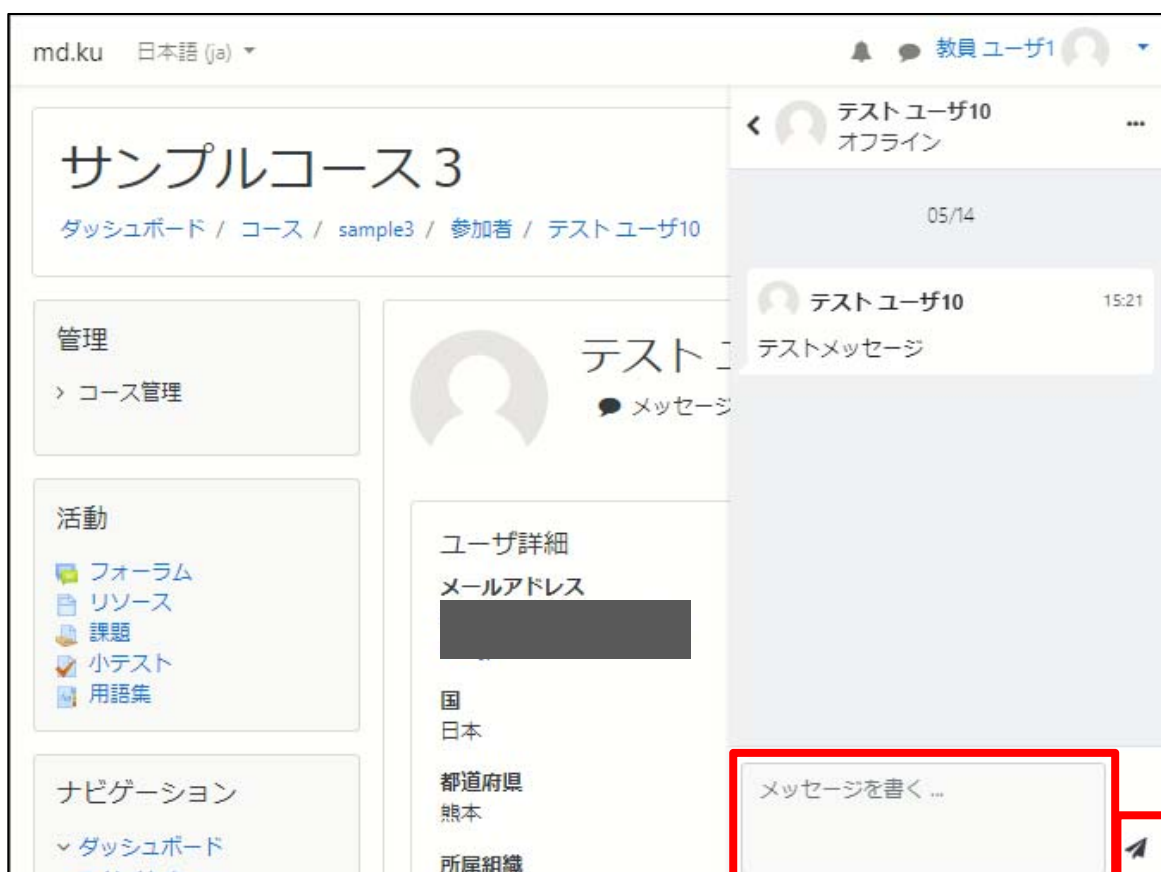 md.ku 日本語 (ja)
教員 ユーザ1
サンプルコース3
ダッシュボード / コース / sample3 / 参加者 / テスト ユーザ10
管理
コース管理
活動
フォーラム
リソース
課題
小テスト
用語集
ナビゲーション
ダッシュボード
テスト
メッセージ
ユーザ詳細
メールアドレス
国
日本
都道府県
熊本
所属組織
テスト ユーザ10
オフライン
05/14
テスト ユーザ10 15:21
テストメッセージ
メッセージを書く ...